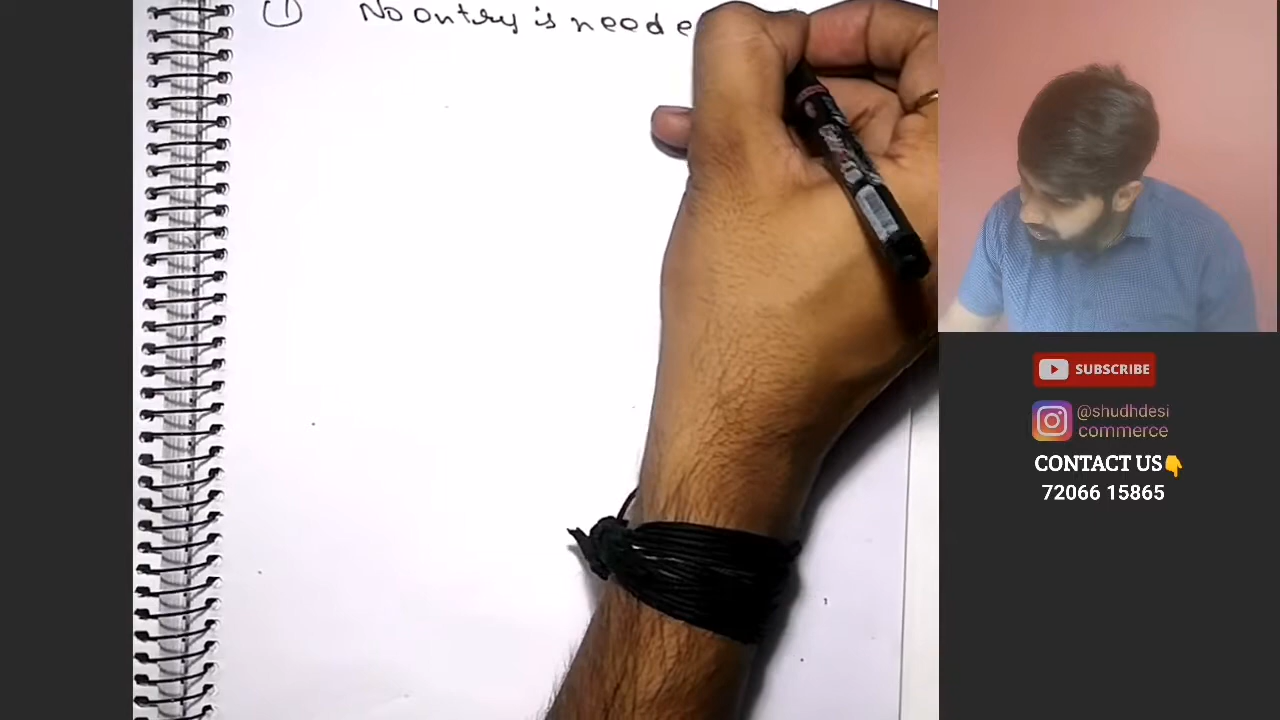 ① No entry is neede
SUBSCRIBE
@shudhdesi
commerce
CONTACT US👇
72066 15865